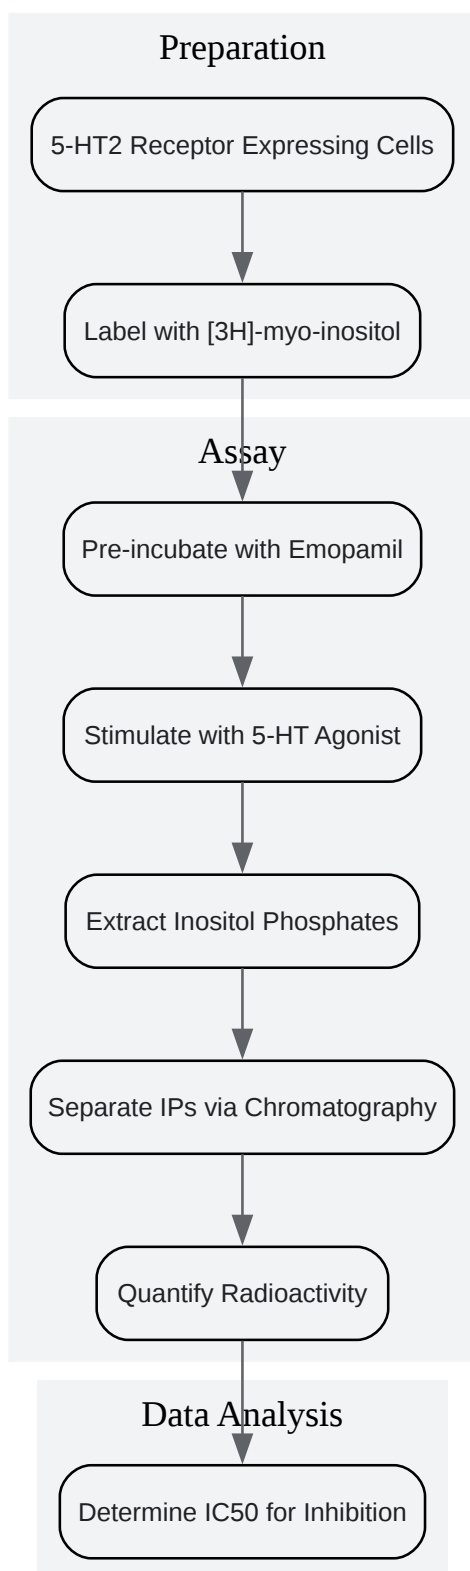 Preparation
5-HT2 Receptor Expressing Cells
Label with [3H]-myo-inositol
Assay
Pre-incubate with Emopamil
Stimulate with 5-HT Agonist
Extract Inositol Phosphates
Separate IPs via Chromatography
Quantify Radioactivity
Data Analysis
Determine IC50 for Inhibition